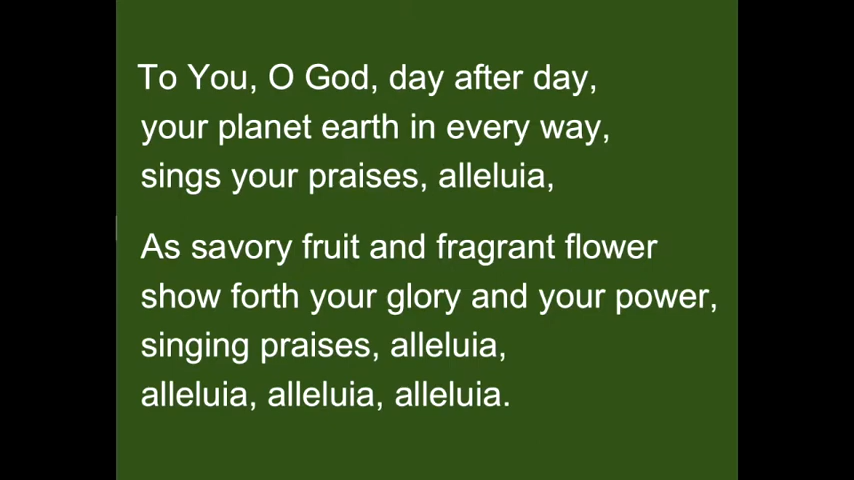 To You, O God, day after day,
your planet earth in every way,
sings your praises, alleluia,
As savory fruit and fragrant flower
show forth your glory and your power,
singing praises, alleluia,
alleluia, alleluia, alleluia.